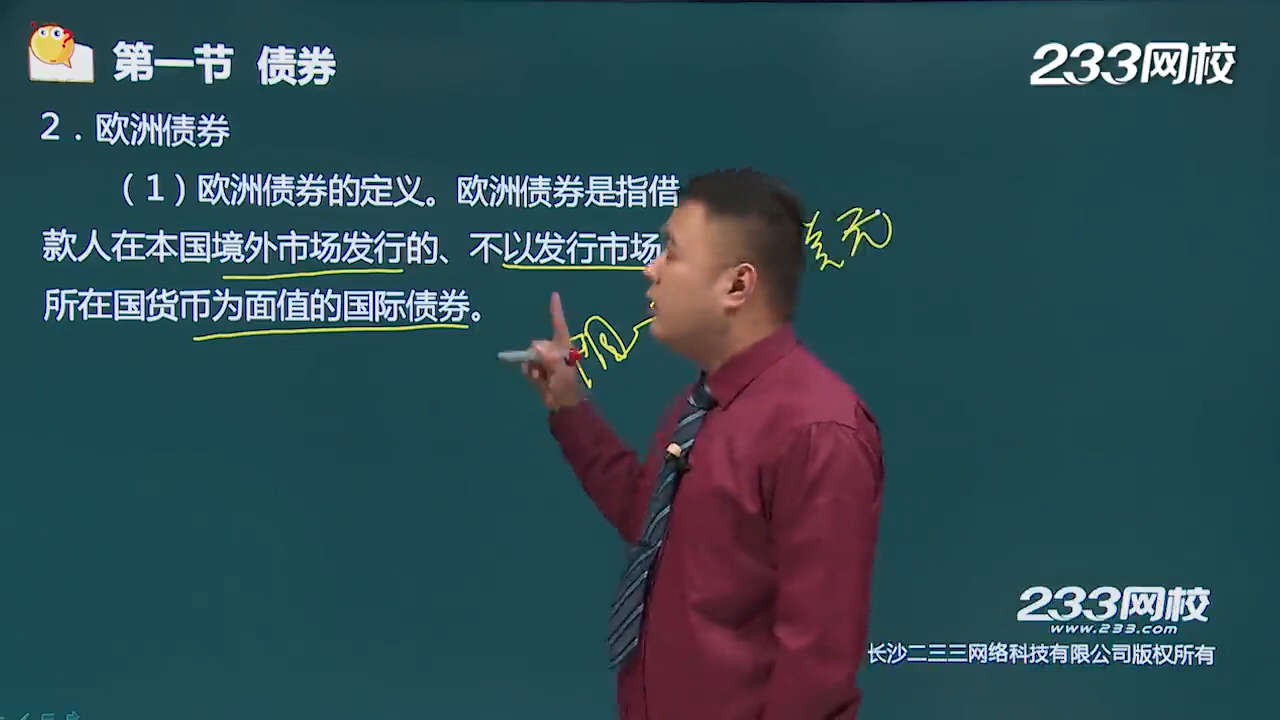 第一节 债券
233网校
2．欧洲债券
（1）欧洲债券的定义。欧洲债券是指借
款人在本国境外市场发行的、不以发行市场
所在国货币为面值的国际债券。
233网校
www.233.com
长沙二三三网络科技有限公司版权所有